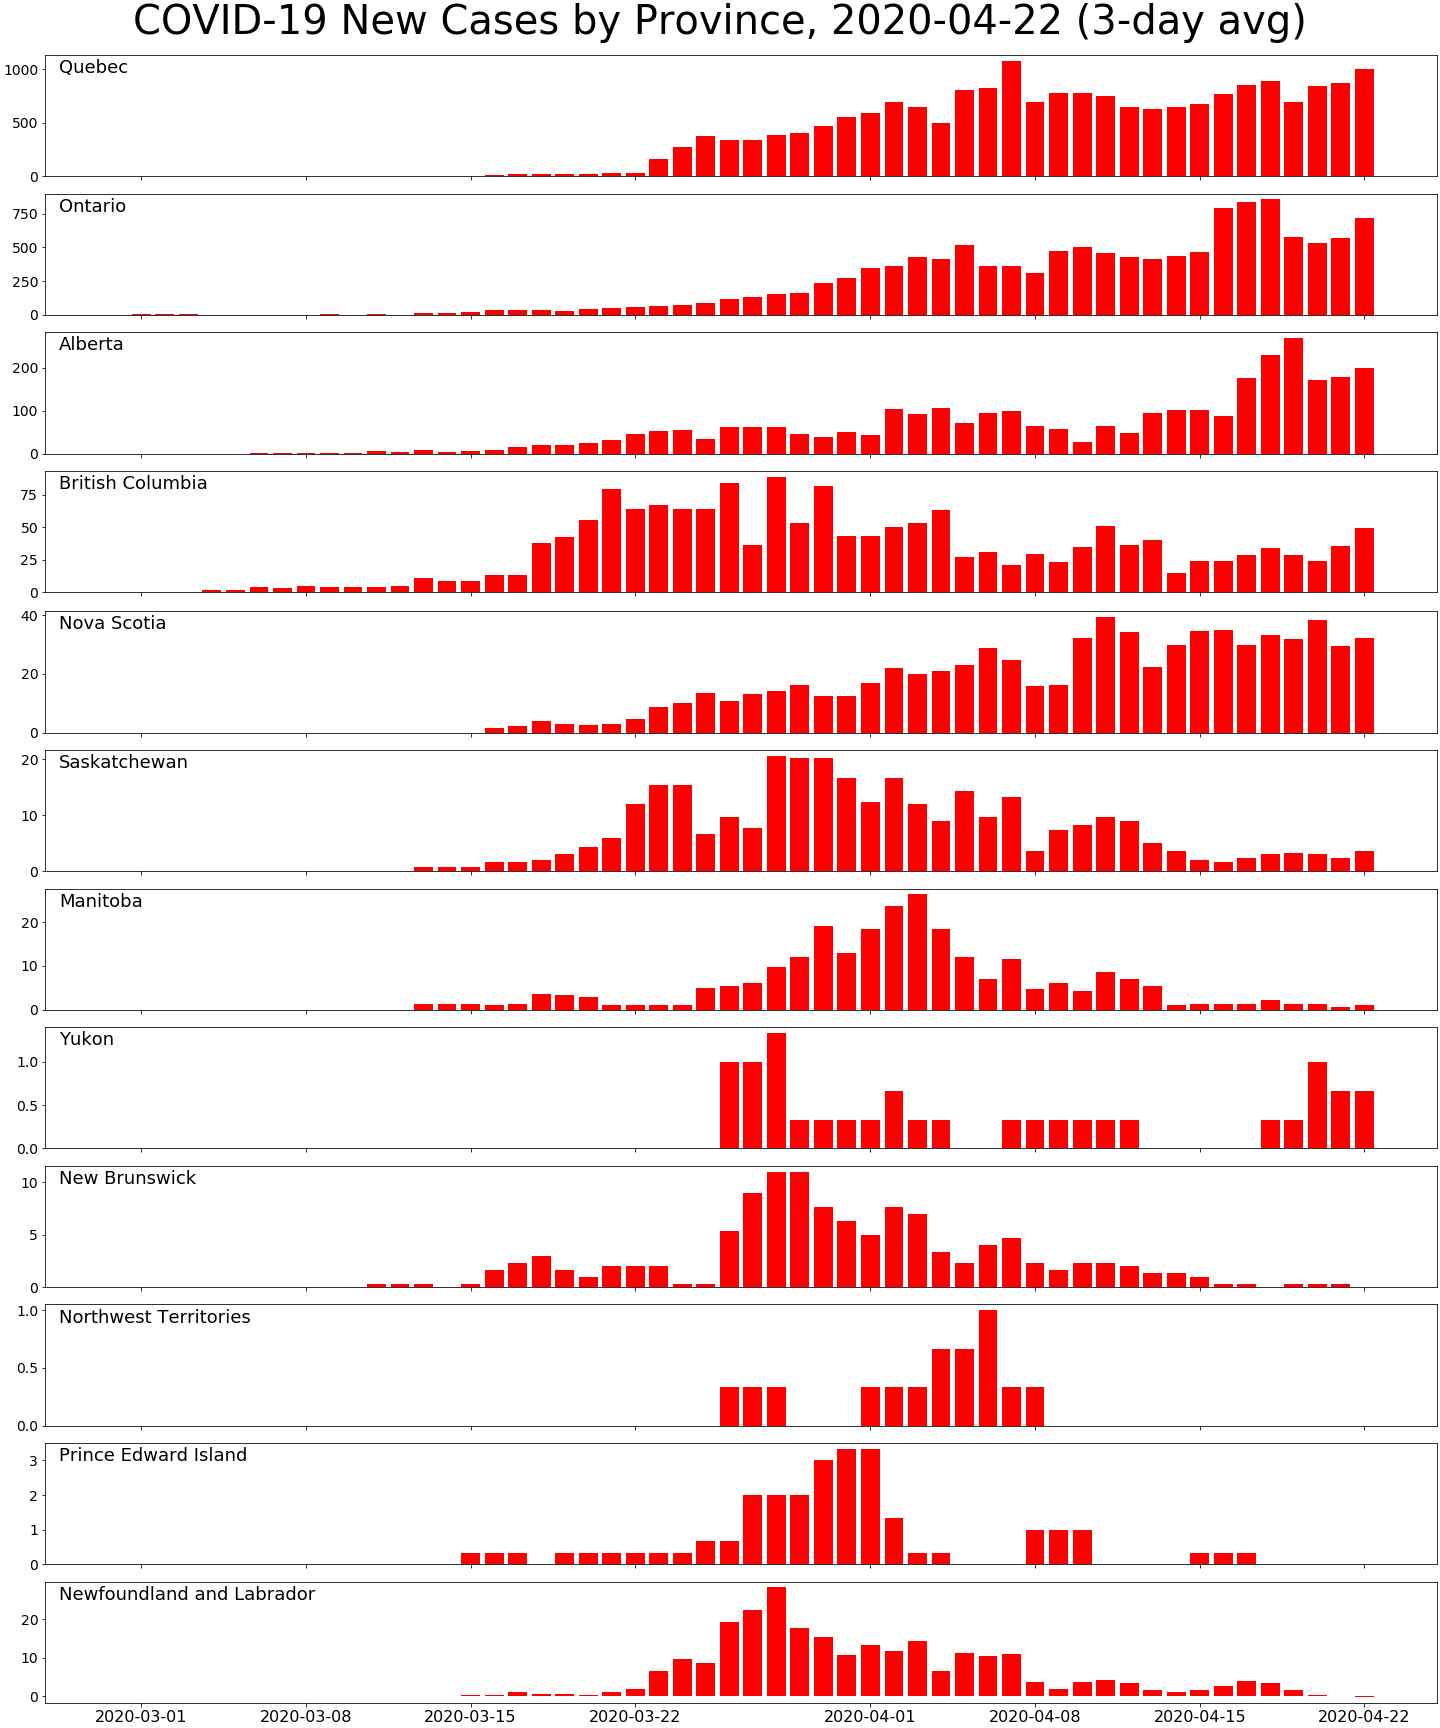 COVID-19 New Cases by Province, 2020-04-22 (3-day avg)
Quebec
1000
500
0
Ontario
750
500
250
0
Alberta
200
100
0
British Columbia
75
50
25
0
Nova Scotia
40
20
0
Saskatchewan
20
10
0
Manitoba
20
10
0
Yukon
1.0
0.5
0.0
New Brunswick
10
5
0
Northwest Territories
1.0
0.5
0.0
Prince Edward Island
3
2
1
0
Newfoundland and Labrador
20
10
0
2020-03-01 2020-03-08 2020-03-15 2020-03-22 2020-04-01 2020-04-08 2020-04-15 2020-04-22